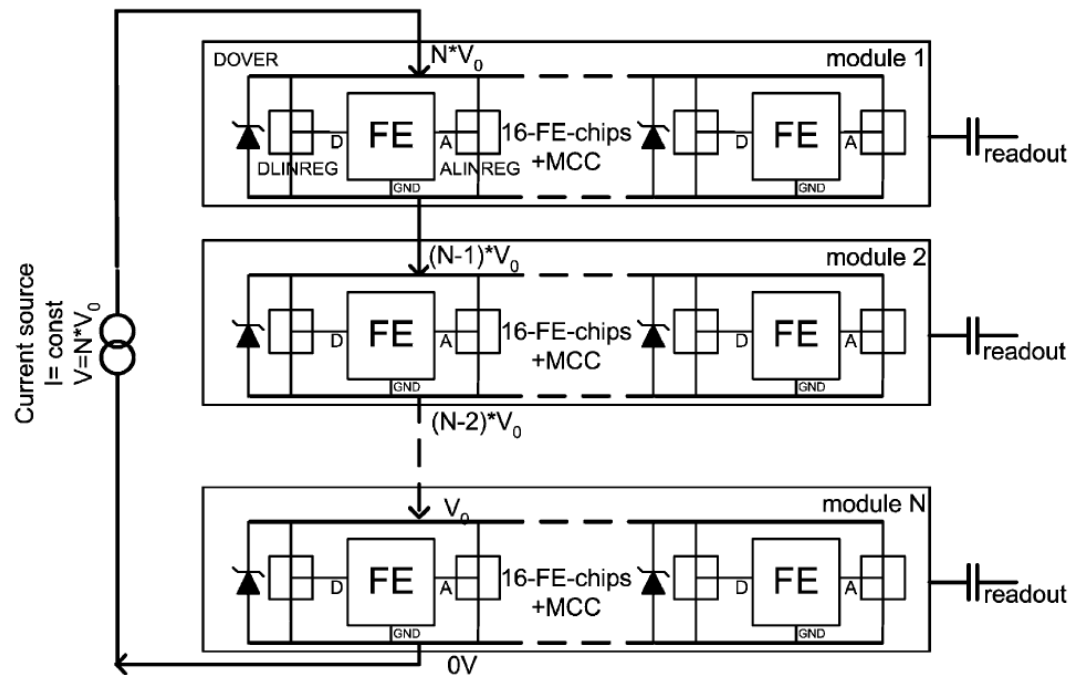 DOVER
N*V₀
module 1
D
FE
A
16-FE-chips
+MCC
D
FE
A
DLINREG
ALINREG
GND
GND
readout
(N-1)*V₀
module 2
D
FE
A
16-FE-chips
+MCC
D
FE
A
GND
GND
readout
Current source
I= const
V=N*V₀
(N-2)*V₀
V₀
module N
D
FE
A
16-FE-chips
+MCC
D
FE
A
GND
GND
readout
0V